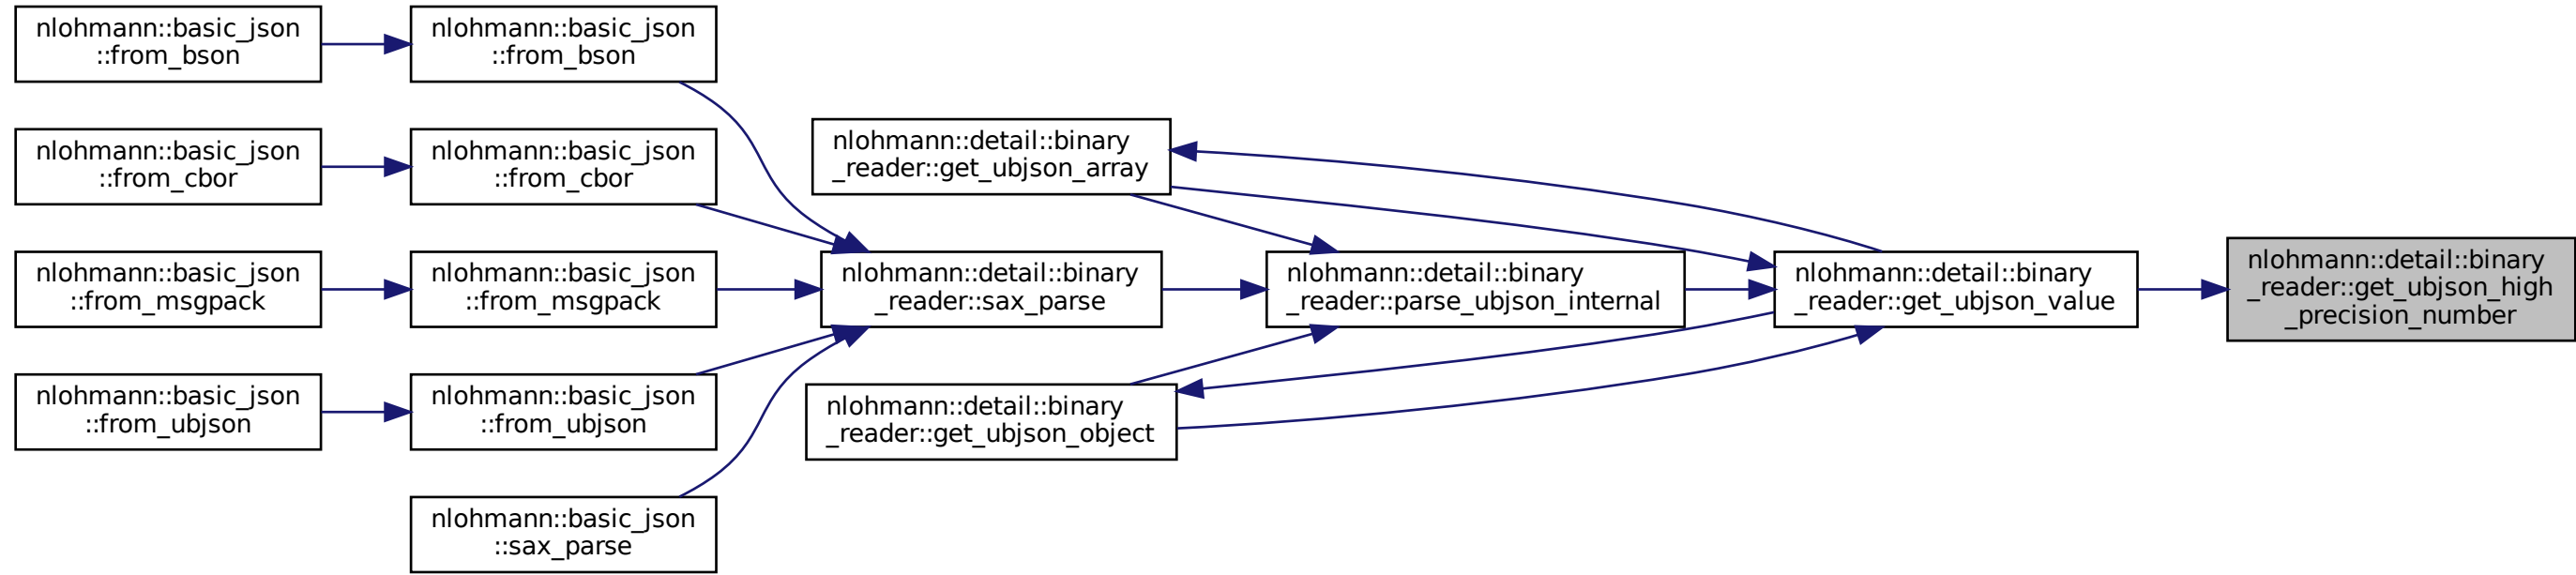 nlohmann::basic_json
::from_bson
nlohmann::basic_json
::from_bson
nlohmann::basic_json
::from_cbor
nlohmann::basic_json
::from_cbor
nlohmann::basic_json
::from_msgpack
nlohmann::basic_json
::from_msgpack
nlohmann::basic_json
::from_ubjson
nlohmann::basic_json
::from_ubjson
nlohmann::basic_json
::sax_parse
nlohmann::detail::binary
_reader::get_ubjson_array
nlohmann::detail::binary
_reader::sax_parse
nlohmann::detail::binary
_reader::get_ubjson_object
nlohmann::detail::binary
_reader::parse_ubjson_internal
nlohmann::detail::binary
_reader::get_ubjson_value
nlohmann::detail::binary
_reader::get_ubjson_high
_precision_number